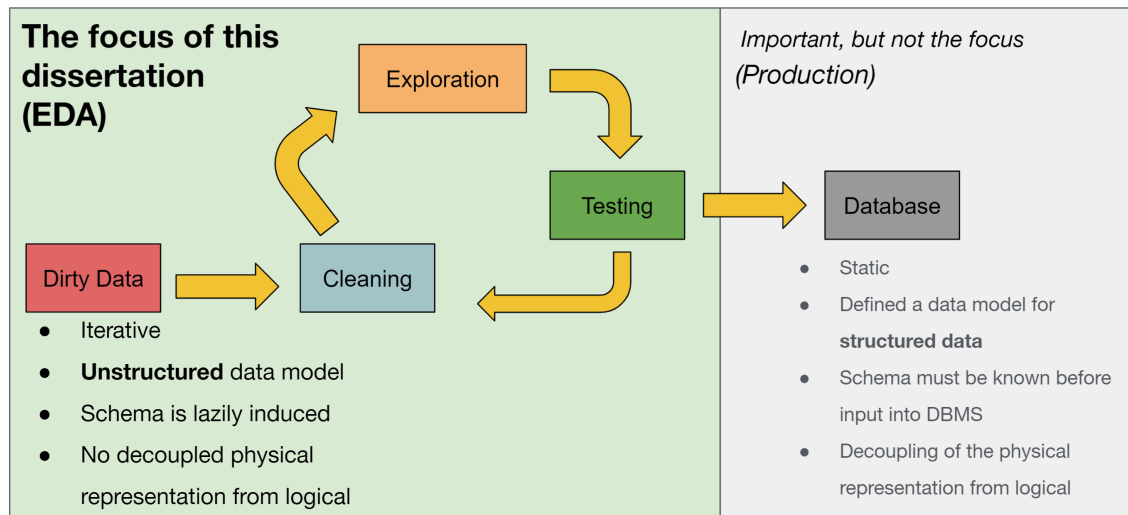 The focus of this
dissertation
(EDA)
Exploration
Testing
Dirty Data
Cleaning
● Iterative
● Unstructured data model
● Schema is lazily induced
● No decoupled physical
representation from logical
Important, but not the focus
(Production)
Database
● Static
● Defined a data model for
structured data
● Schema must be known before
input into DBMS
● Decoupling of the physical
representation from logical